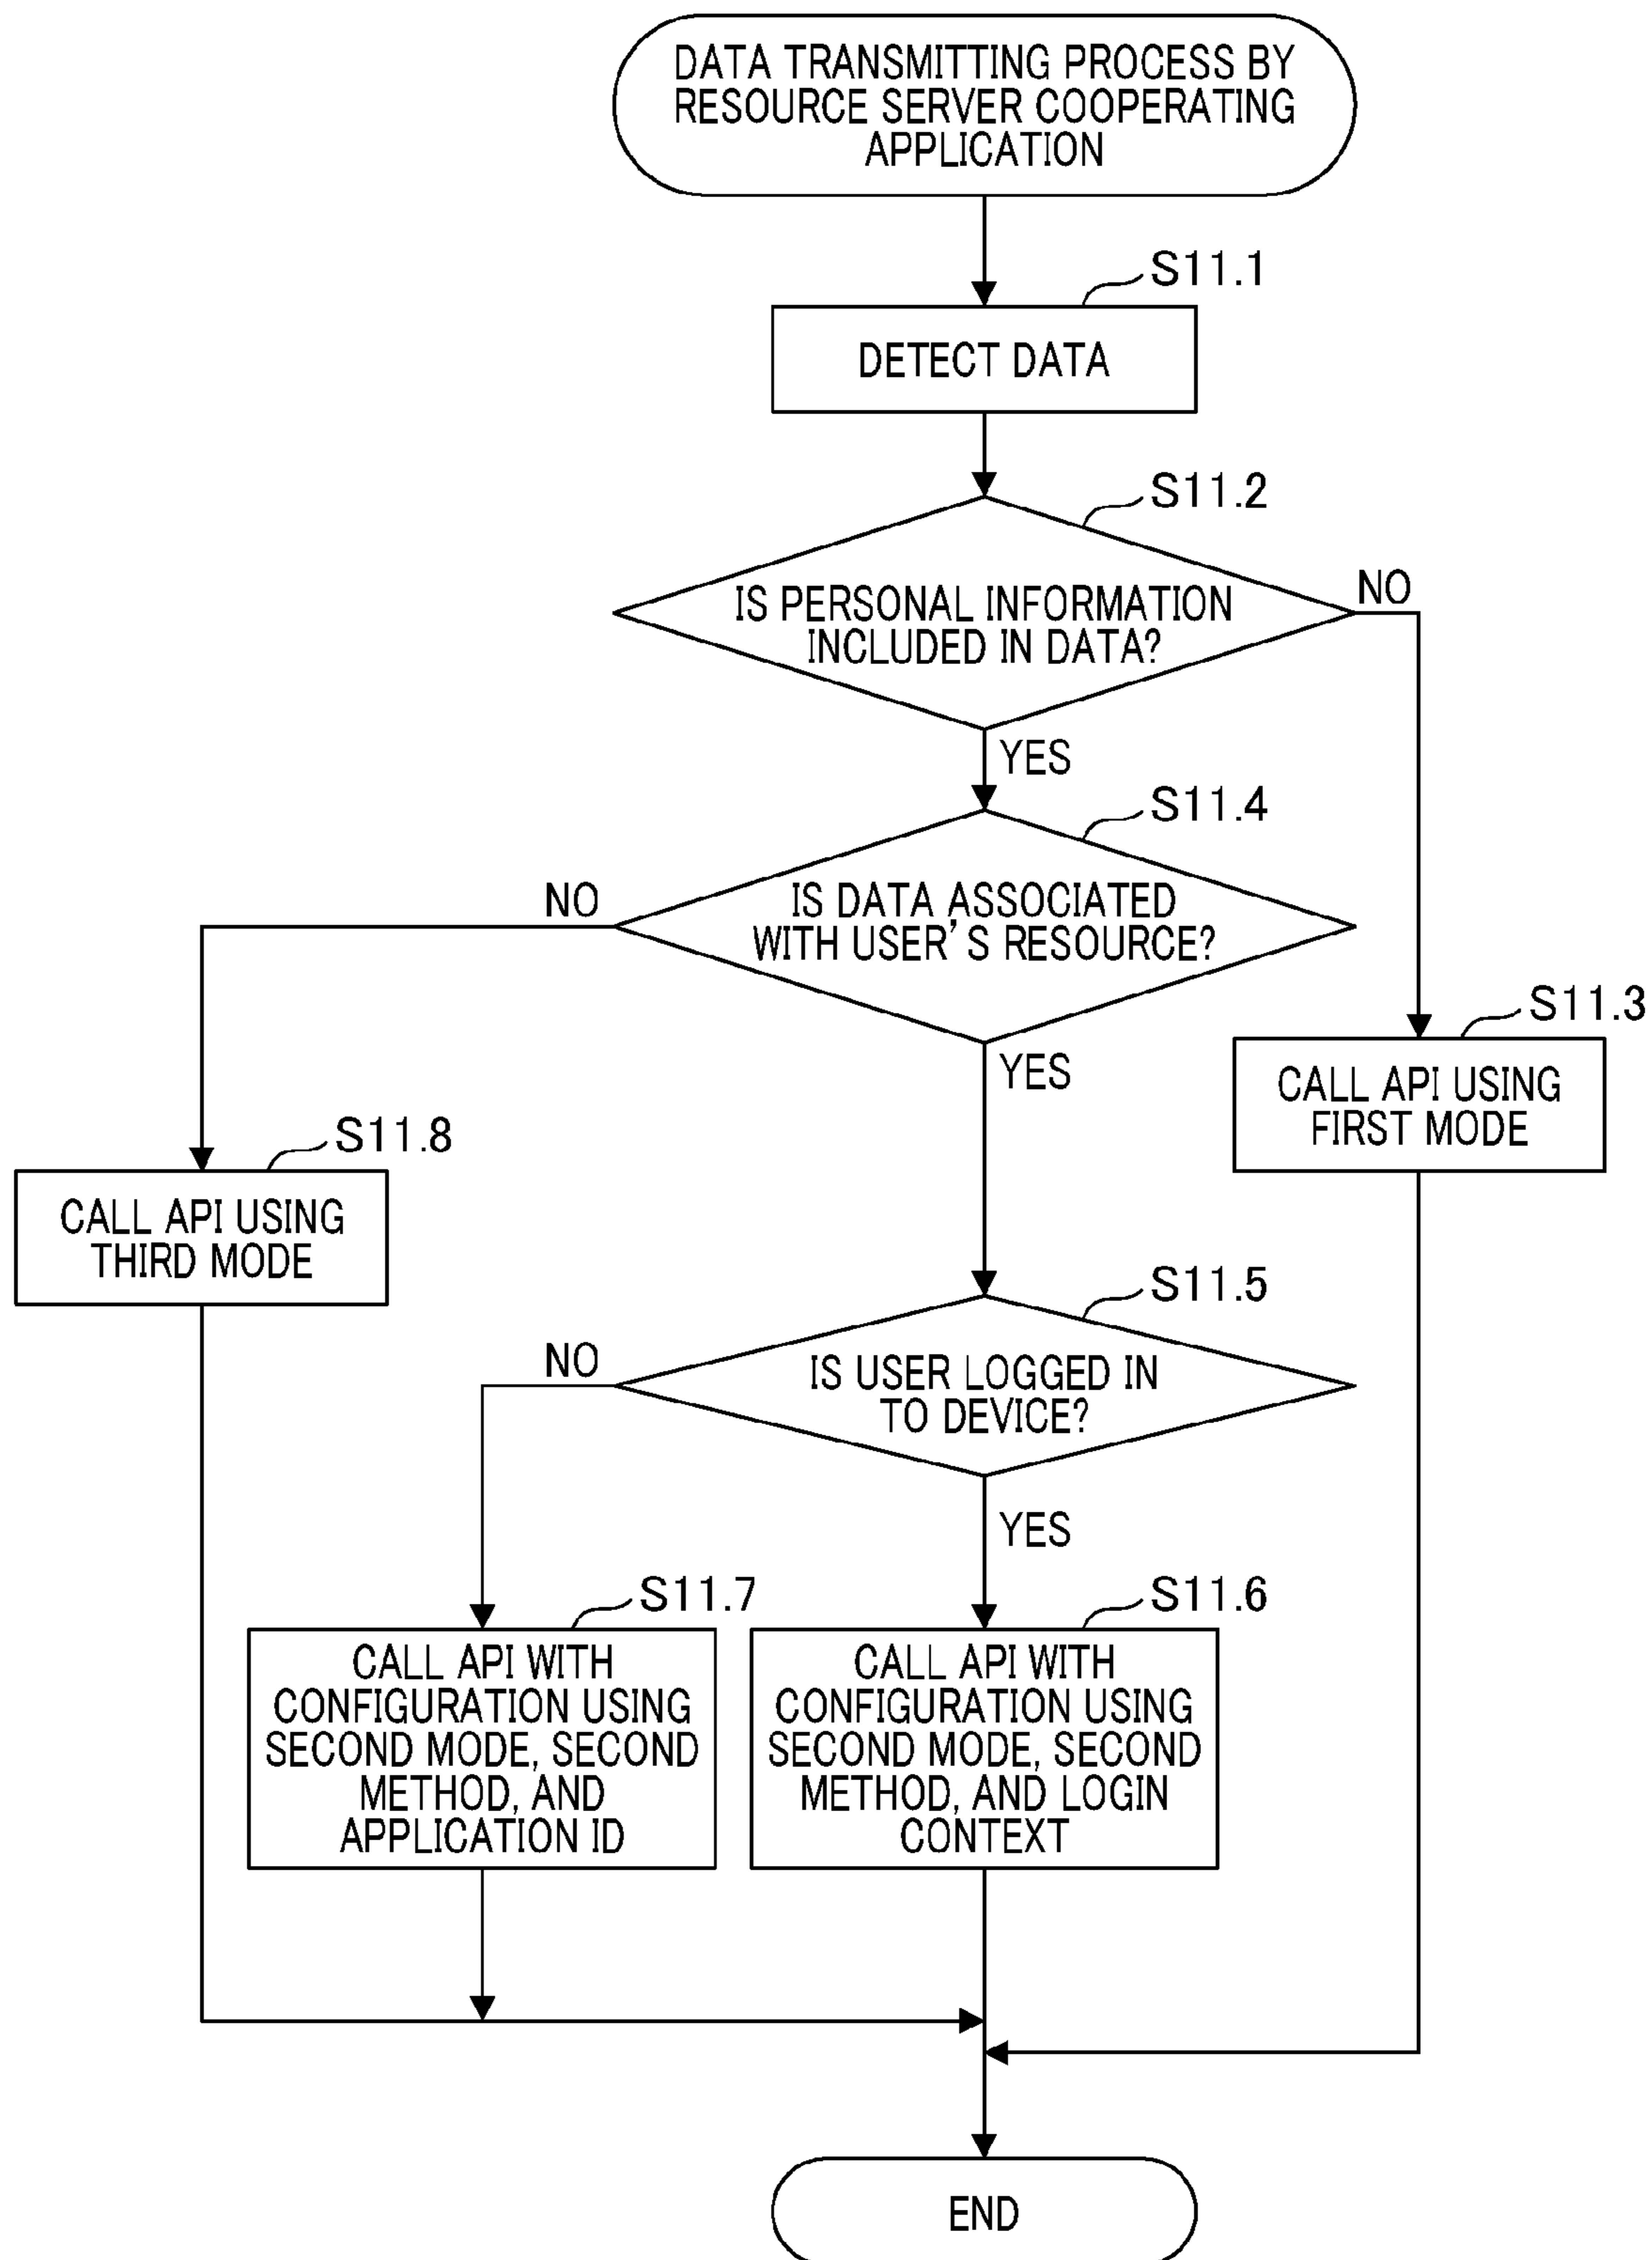 DATA TRANSMITTING PROCESS BY
RESOURCE SERVER COOPERATING
APPLICATION
S11.1
DETECT DATA
S11.2
IS PERSONAL INFORMATION
INCLUDED IN DATA?
NO
YES
S11.4
IS DATA ASSOCIATED
WITH USER'S RESOURCE?
NO
YES
S11.3
CALL API USING
FIRST MODE
S11.8
CALL API USING
THIRD MODE
S11.5
IS USER LOGGED IN
TO DEVICE?
NO
YES
S11.7
CALL API WITH
CONFIGURATION USING
SECOND MODE, SECOND
METHOD, AND
APPLICATION ID
S11.6
CALL API WITH
CONFIGURATION USING
SECOND MODE, SECOND
METHOD, AND LOGIN
CONTEXT
END